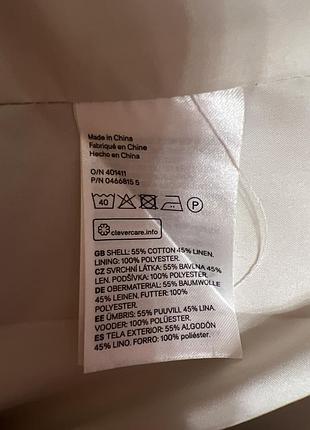 Made in China
Fabriqué en Chine
Hecho en China
O/N 401411
P/N 0466815 5
40 P
clevercare.info
GB SHELL: 55% COTTON 45% LINEN.
LINING: 100% POLYESTER.
CZ SVRCHNÍ LÁTKA: 55% BAVLNA 45%
LEN. PODŠÍVKA: 100% POLYESTER.
DE OBERMATERIAL: 55% BAUMWOLLE
45% LEINEN. FUTTER: 100%
POLYESTER.
EE ÜMBRIS: 55% PUUVILL 45% LINA.
VOODER: 100% POLÜESTER.
ES TELA EXTERIOR: 55% ALGODÓN
45% LINO. FORRO: 100% poliéster.